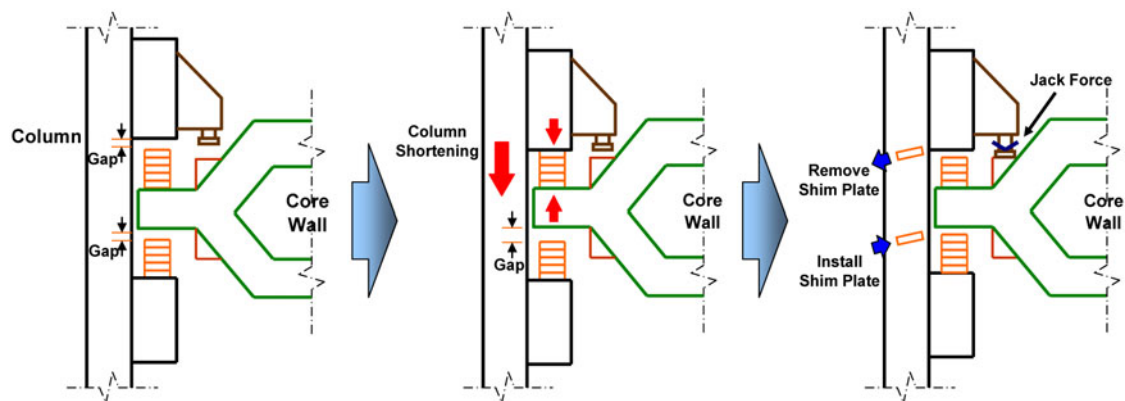 Column
Gap
Gap
Core
Wall
Column
Shortening
Gap
Core
Wall
Jack Force
Remove
Shim Plate
Install
Shim Plate
Core
Wall